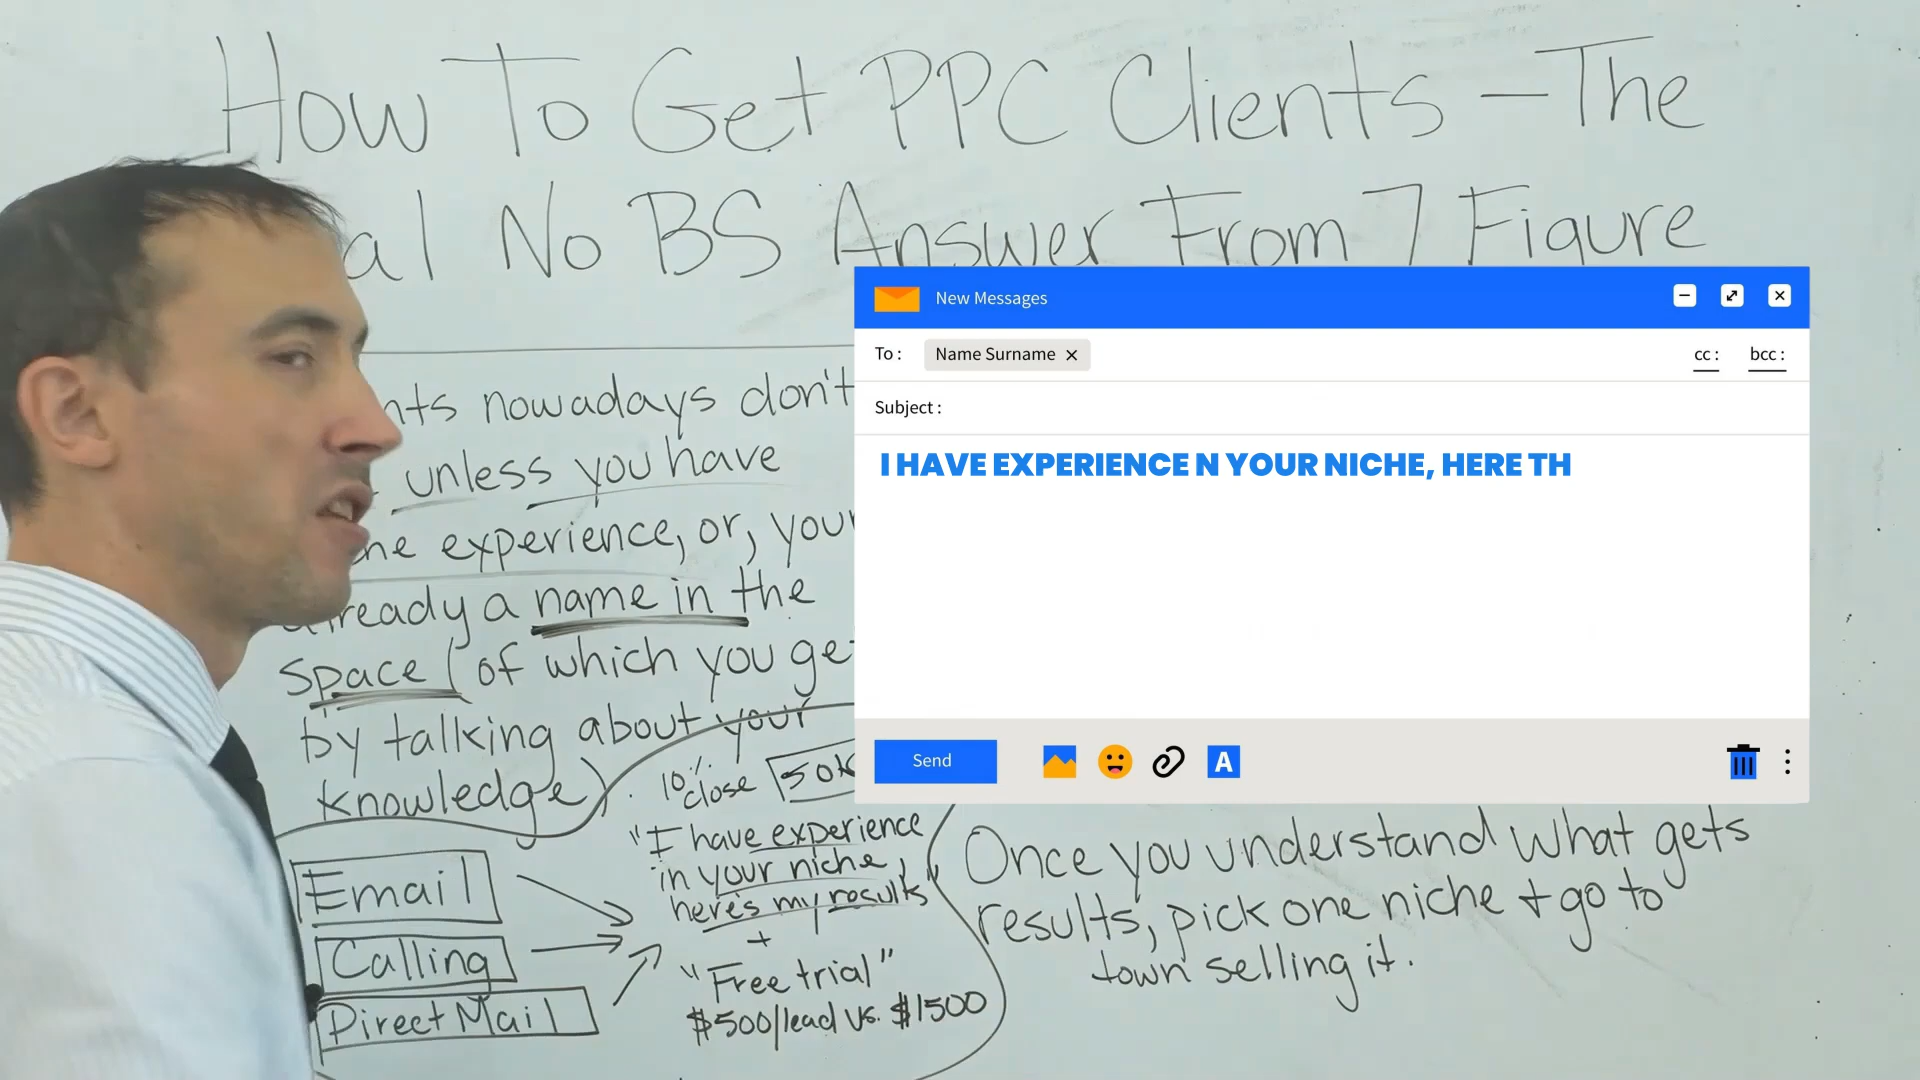 How To Get PPC Clients - The
al No BS Answer From 7 Figure
New Messages
To :
Name Surname
cc :
bcc :
Subject :
I HAVE EXPERIENCE N YOUR NICHE, HERE TH
Send
A
nts nowadays don't
unless you have
experience, or, you
already a name in the
space (of which you ge
by talking about your
knowledge).
10% close
50K
"I have experience
in your niche,
here's my results"
+
"Free trial"
$500/lead vs. $1500
Email
Calling
Direct Mail
Once you understand what gets
results, pick one niche + go to
town selling it.